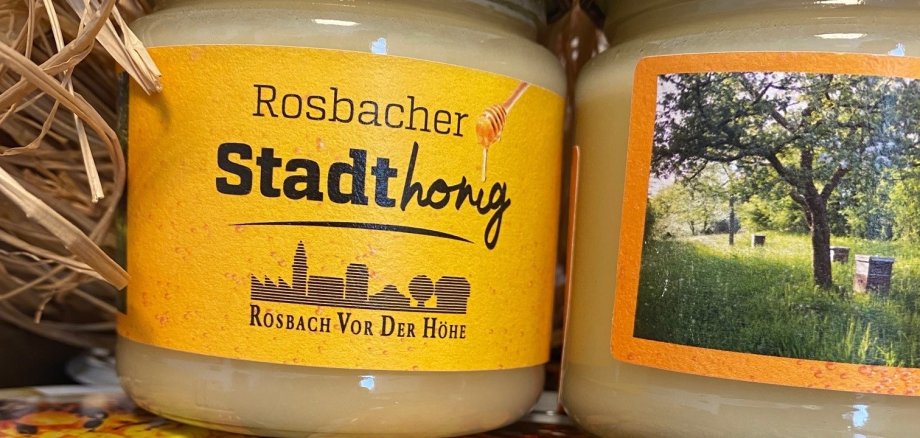 Rosbacher
Stadthonig
ROSBACH VOR DER HÖHE